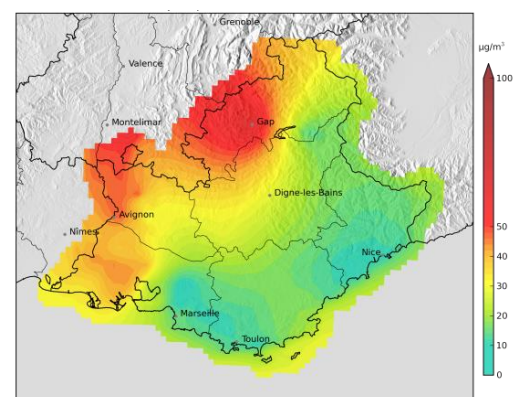 Grenoble
µg/m³
Valence
100
Montelimar
Gap
Digne-les-Bains
Avignon
50
Nîmes
40
Nice
30
Marseille
20
Toulon
10
0